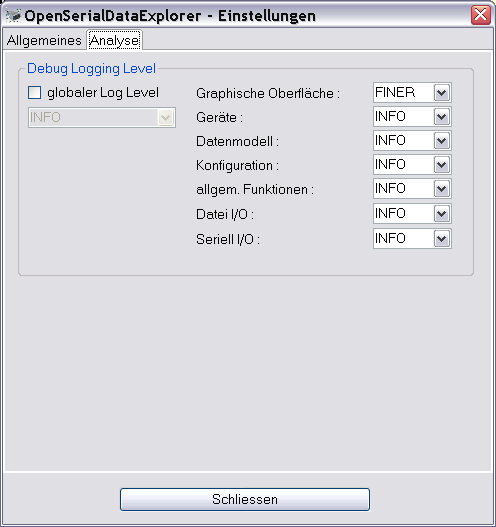 OpenSerialDataExplorer - Einstellungen
Allgemeines Analyse
Debug Logging Level
globaler Log Level
INFO
Graphische Oberfläche : FINER
Geräte : INFO
Datenmodell : INFO
Konfiguration : INFO
allgem. Funktionen : INFO
Datei I/O : INFO
Seriell I/O : INFO
Schliessen